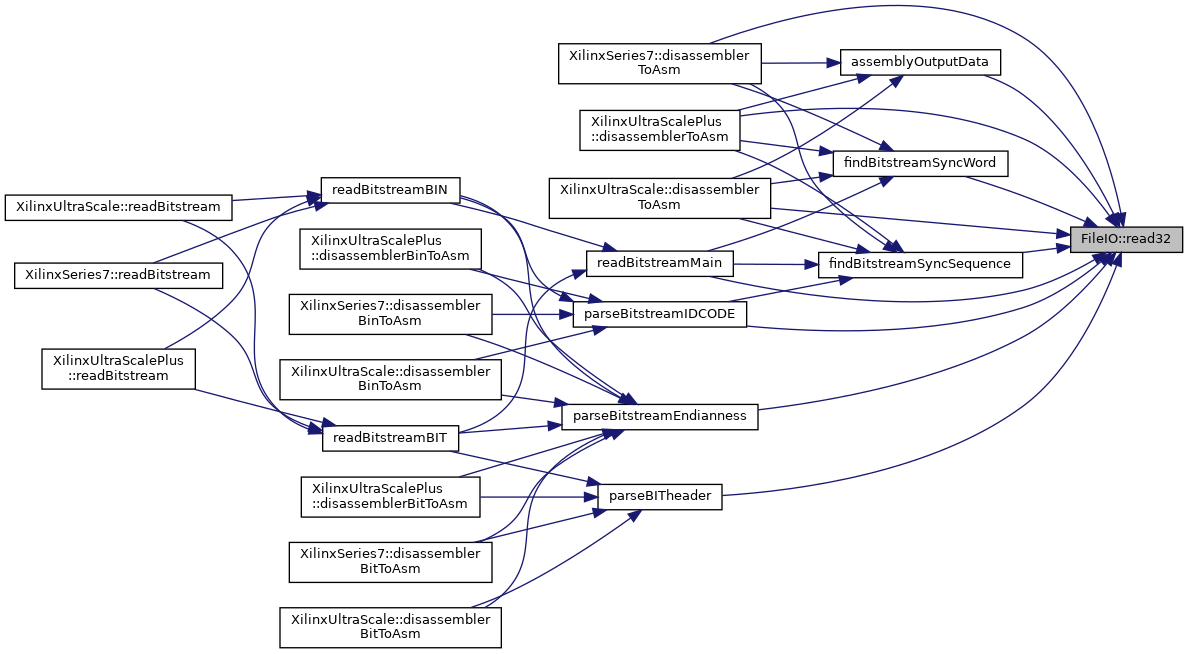 XilinxSeries7::disassembler
ToAsm
assemblyOutputData
XilinxUltraScalePlus
::disassemblerToAsm
findBitstreamSyncWord
XilinxUltraScale::disassembler
ToAsm
readBitstreamBIN
XilinxUltraScale::readBitstream
FileIO::read32
XilinxUltraScalePlus
::disassemblerBinToAsm
readBitstreamMain
findBitstreamSyncSequence
XilinxSeries7::readBitstream
XilinxSeries7::disassembler
BinToAsm
parseBitstreamIDCODE
XilinxUltraScalePlus
::readBitstream
XilinxUltraScale::disassembler
BinToAsm
parseBitstreamEndianness
readBitstreamBIT
XilinxUltraScalePlus
::disassemblerBitToAsm
parseBITheader
XilinxSeries7::disassembler
BitToAsm
XilinxUltraScale::disassembler
BitToAsm